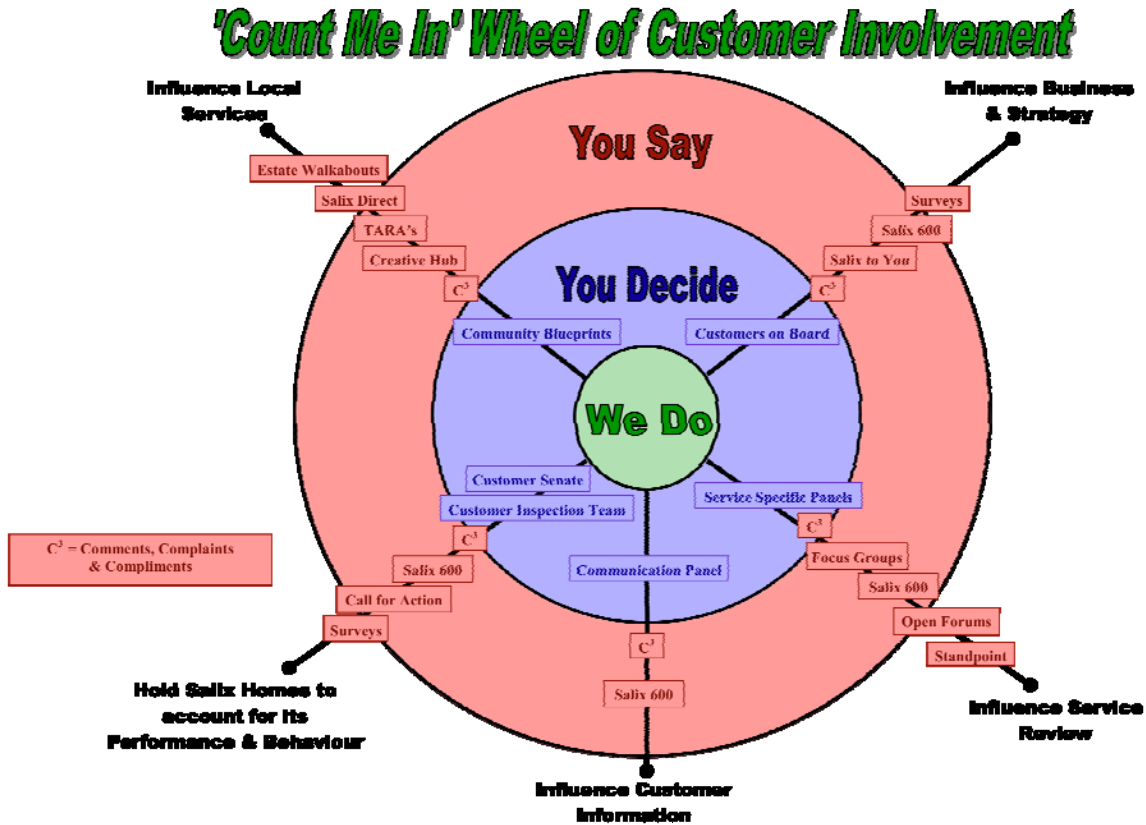 'Count Me In' Wheel of Customer Involvement
Influence Local
Services
Influence Business
& Strategy
You Say
Estate Walkabouts
Salix Direct
TARA's
Creative Hub
C³
Community Blueprints
Surveys
Salix 600
Salix to You
C³
Customers on Board
You Decide
We Do
Customer Senate
Customer Inspection Team
C³
Salix 600
Call for Action
Surveys
Service Specific Panels
C³
Focus Groups
Salix 600
Open Forums
Standpoint
Communication Panel
C³
Salix 600
C³ = Comments, Complaints
& Compliments
Hold Salix Homes to
account for its
Performance & Behaviour
Influence Service
Review
Influence Customer
Information